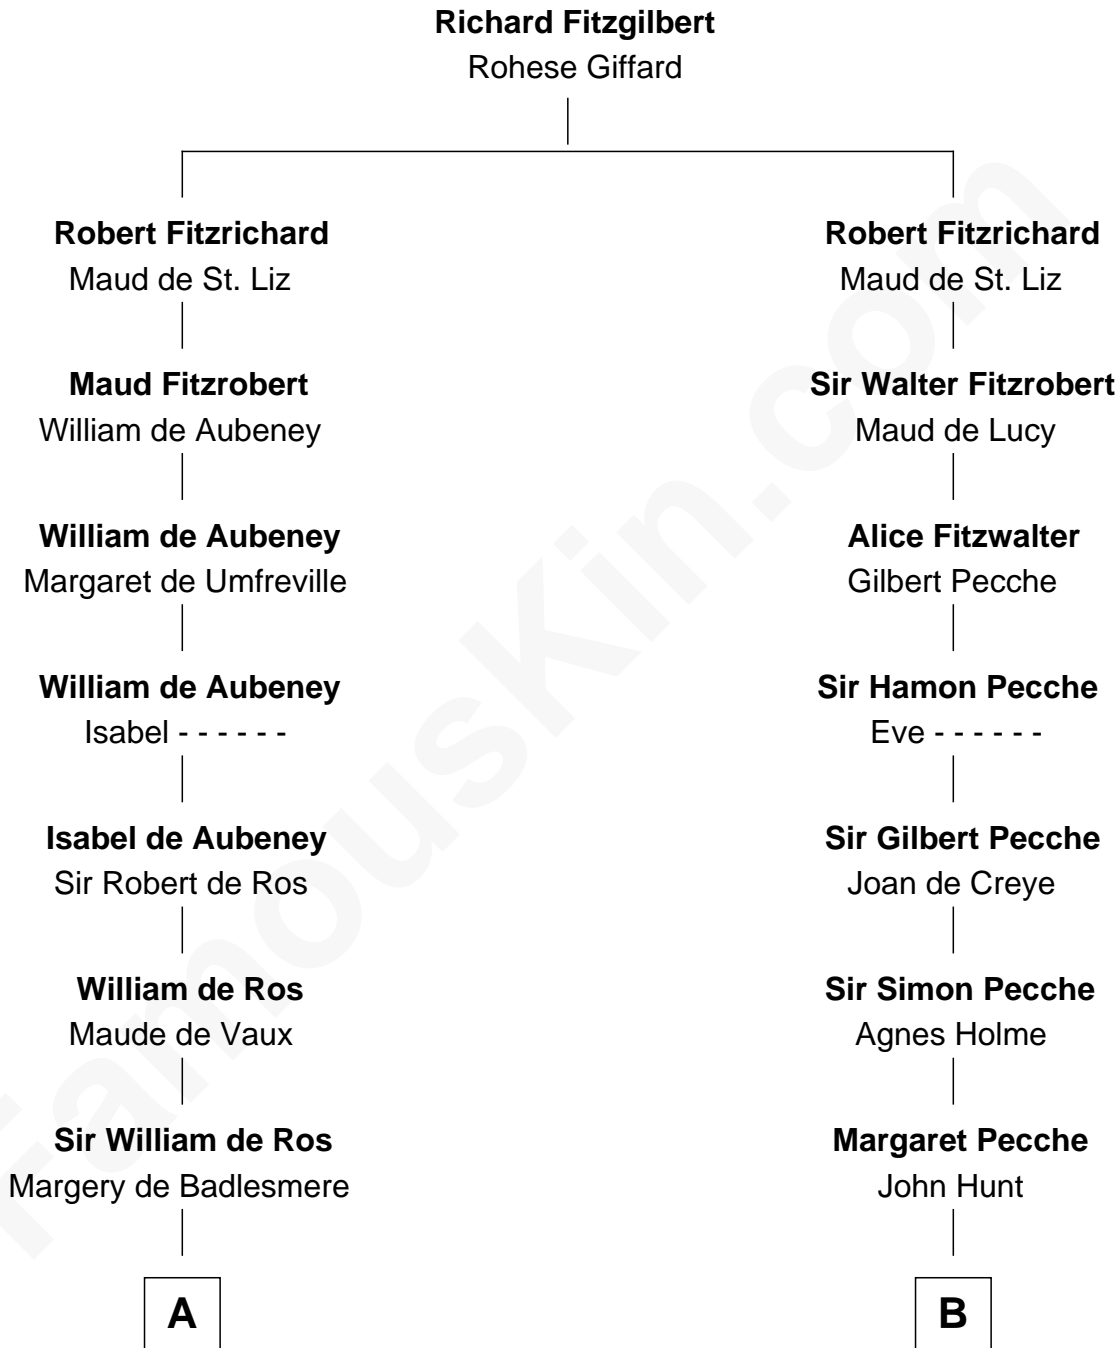 Richard Fitzgilbert
Rohese Giffard
Robert Fitzrichard
Maud de St. Liz
Robert Fitzrichard
Maud de St. Liz
Maud Fitzrobert
William de Aubeney
Sir Walter Fitzrobert
Maud de Lucy
William de Aubeney
Margaret de Umfreville
Alice Fitzwalter
Gilbert Pecche
William de Aubeney
Isabel - - - - - -
Sir Hamon Pecche
Eve - - - - - -
Isabel de Aubeney
Sir Robert de Ros
Sir Gilbert Pecche
Joan de Creye
William de Ros
Maude de Vaux
Sir Simon Pecche
Agnes Holme
Sir William de Ros
Margery de Badlesmere
Margaret Pecche
John Hunt
A
B
FamousKin.com